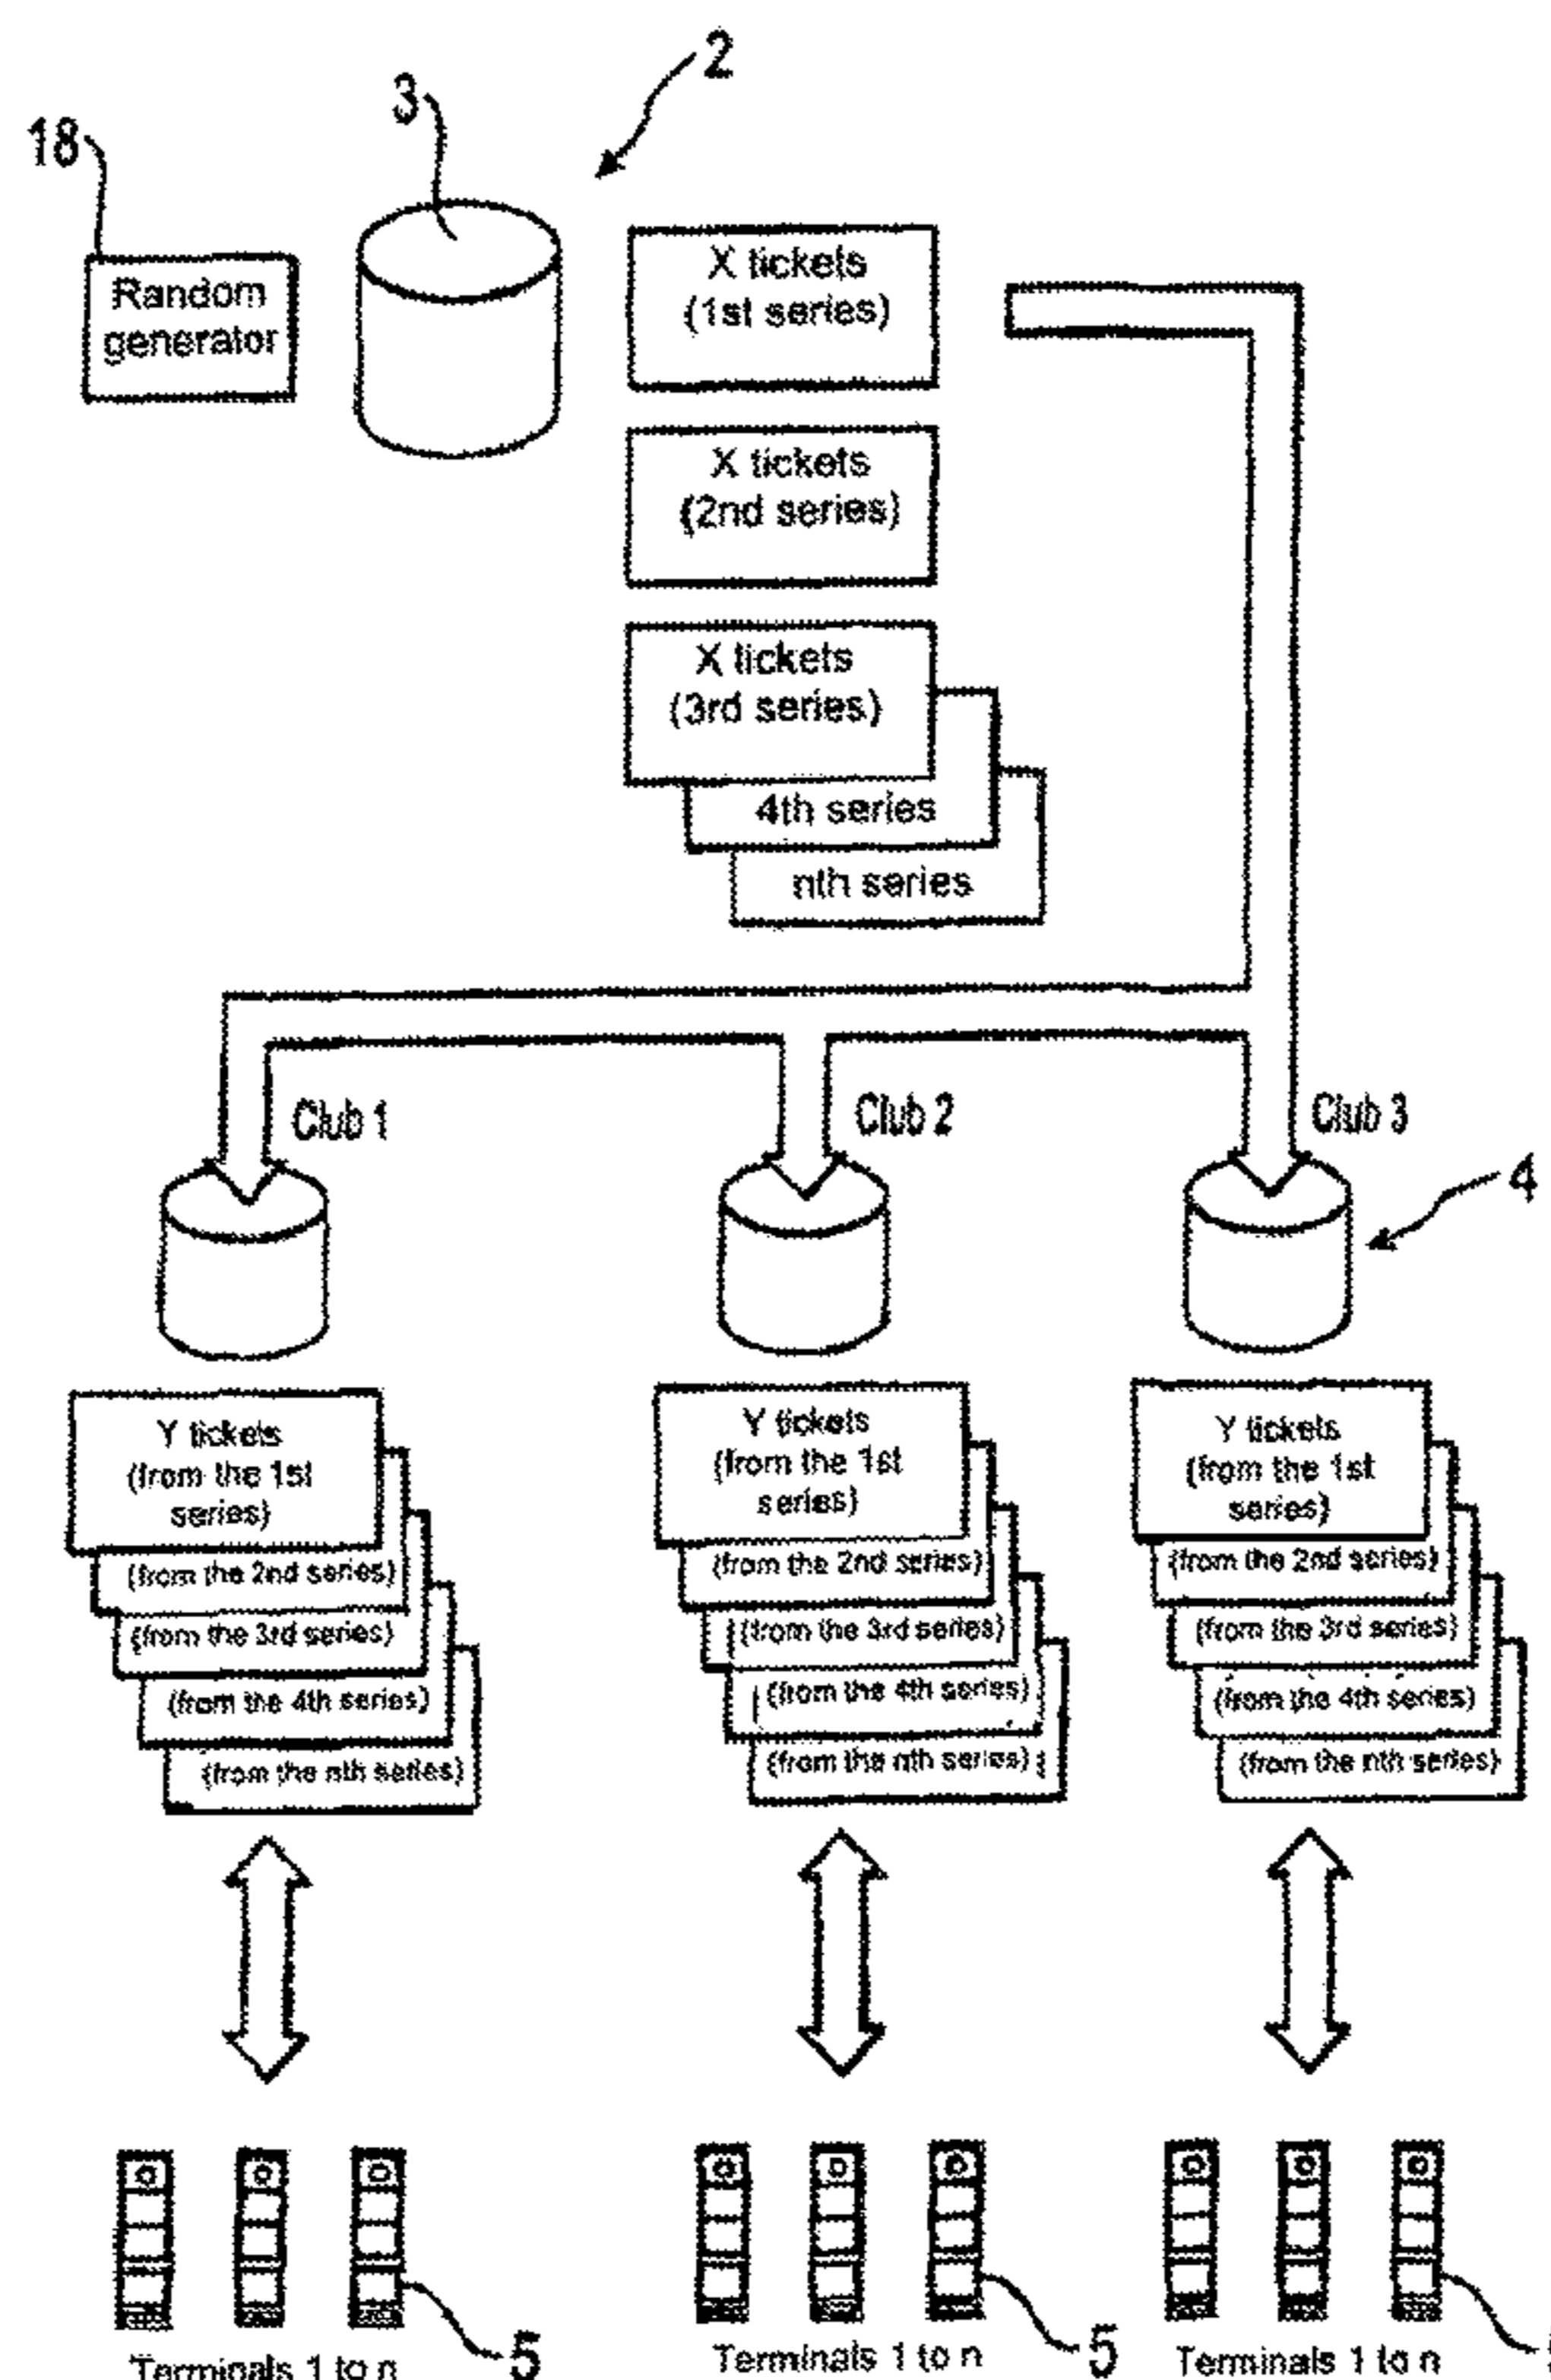 2
3
18
Random
generator
X tickets
(1st series)
X tickets
(2nd series)
X tickets
(3rd series)
4th series
nth series
Club 1
Club 2
Club 3
4
Y tickets
(from the 1st
series)
(from the 2nd series)
(from the 3rd series)
(from the 4th series)
(from the nth series)
Y tickets
(from the 1st
series)
(from the 2nd series)
(from the 3rd series)
(from the 4th series)
(from the nth series)
Y tickets
(from the 1st
series)
(from the 2nd series)
(from the 3rd series)
(from the 4th series)
(from the nth series)
Terminals 1 to n
5
Terminals 1 to n
5
Terminals 1 to n